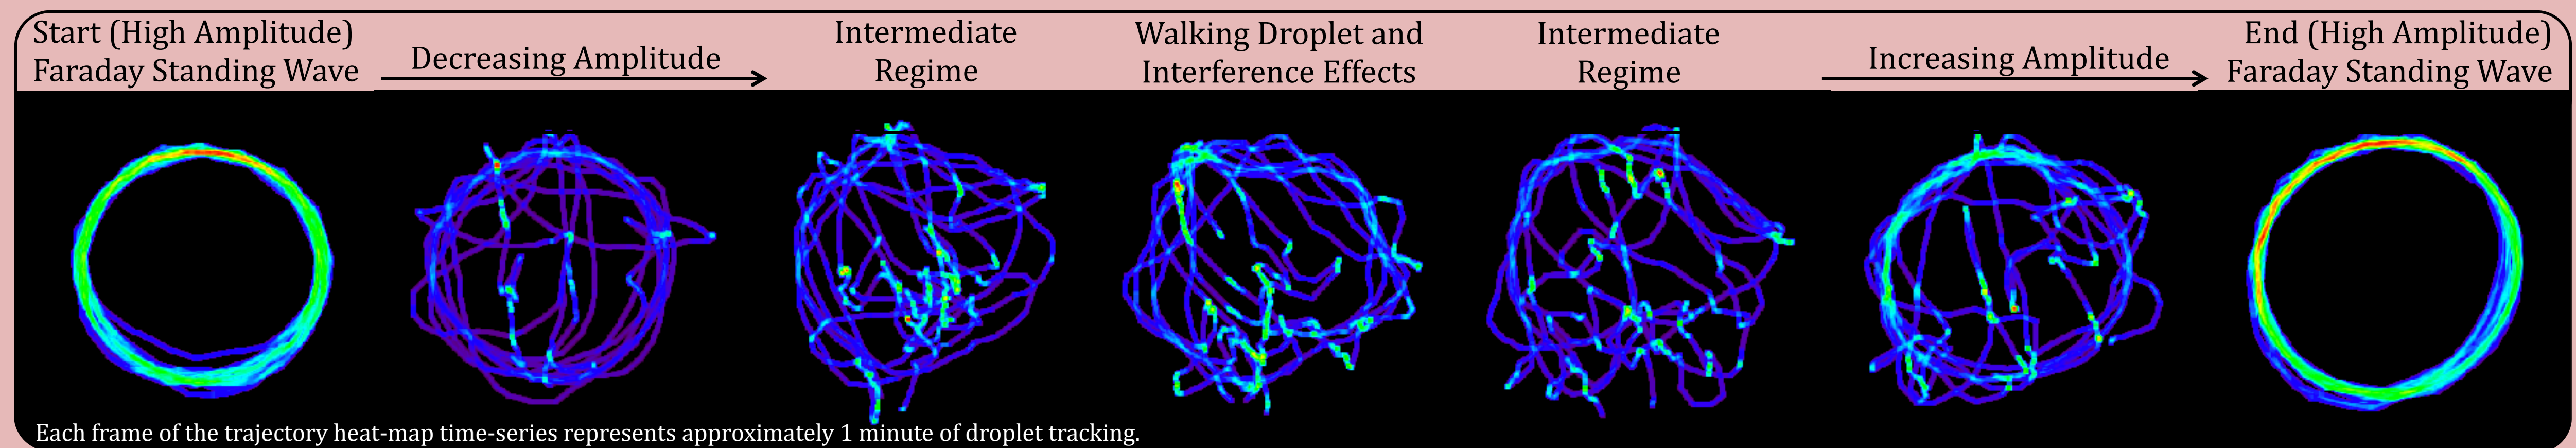 Start (High Amplitude)
Faraday Standing Wave
Decreasing Amplitude
Intermediate
Regime
Walking Droplet and
Interference Effects
Intermediate
Regime
Increasing Amplitude
End (High Amplitude)
Faraday Standing Wave
Each frame of the trajectory heat-map time-series represents approximately 1 minute of droplet tracking.